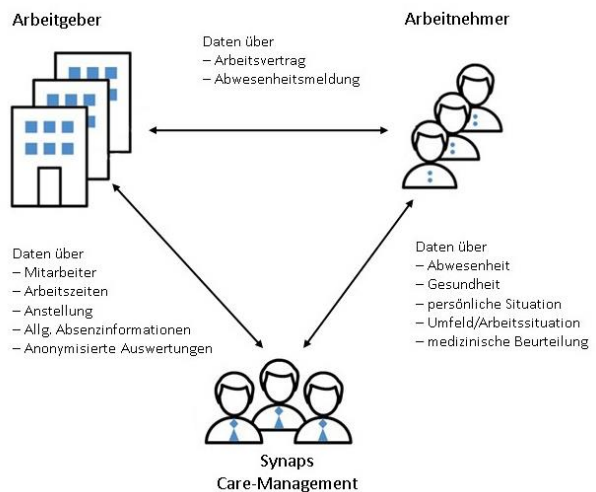 Arbeitgeber
Arbeitnehmer
Daten über
– Arbeitsvertrag
– Abwesenheitsmeldung
Daten über
– Mitarbeiter
– Arbeitszeiten
– Anstellung
– Allg. Absenzinformationen
– Anonymisierte Auswertungen
Daten über
– Abwesenheit
– Gesundheit
– persönliche Situation
– Umfeld/Arbeitssituation
– medizinische Beurteilung
Synaps
Care-Management